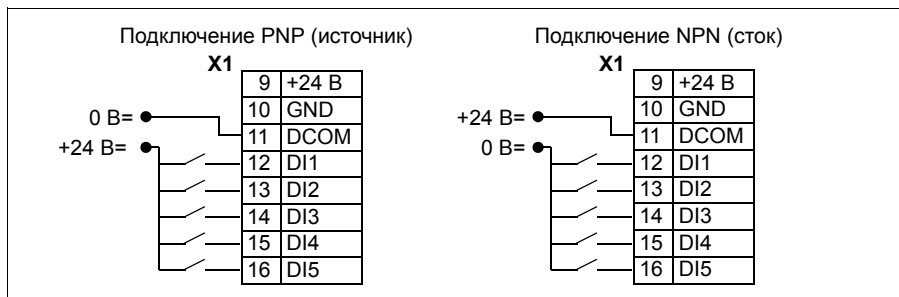 Подключение PNP (источник)
X1
9 +24 В
10 GND
0 В=
11 DCOM
+24 В=
12 DI1
13 DI2
14 DI3
15 DI4
16 DI5
Подключение NPN (сток)
X1
9 +24 В
10 GND
+24 В=
11 DCOM
0 В=
12 DI1
13 DI2
14 DI3
15 DI4
16 DI5